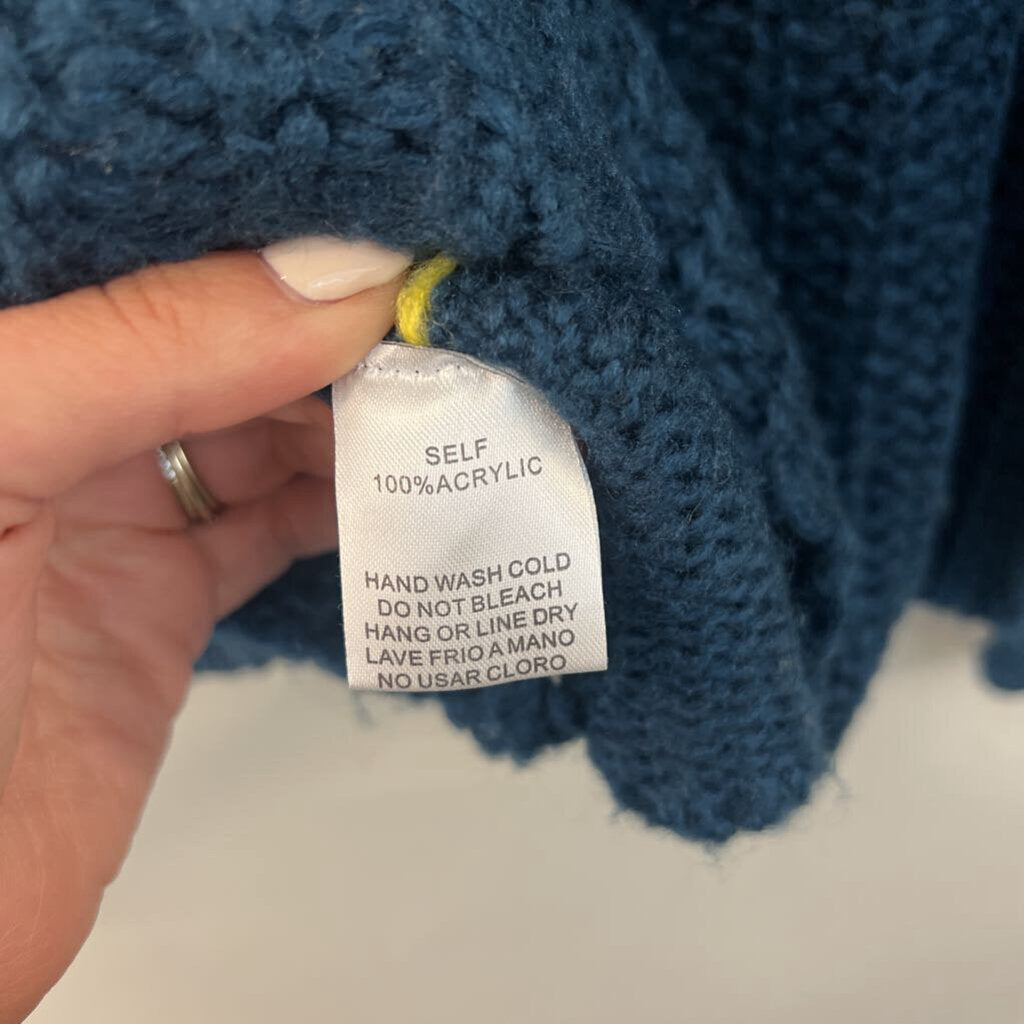 SELF
100%ACRYLIC
HAND WASH COLD
DO NOT BLEACH
HANG OR LINE DRY
LAVE FRIO A MANO
NO USAR CLORO